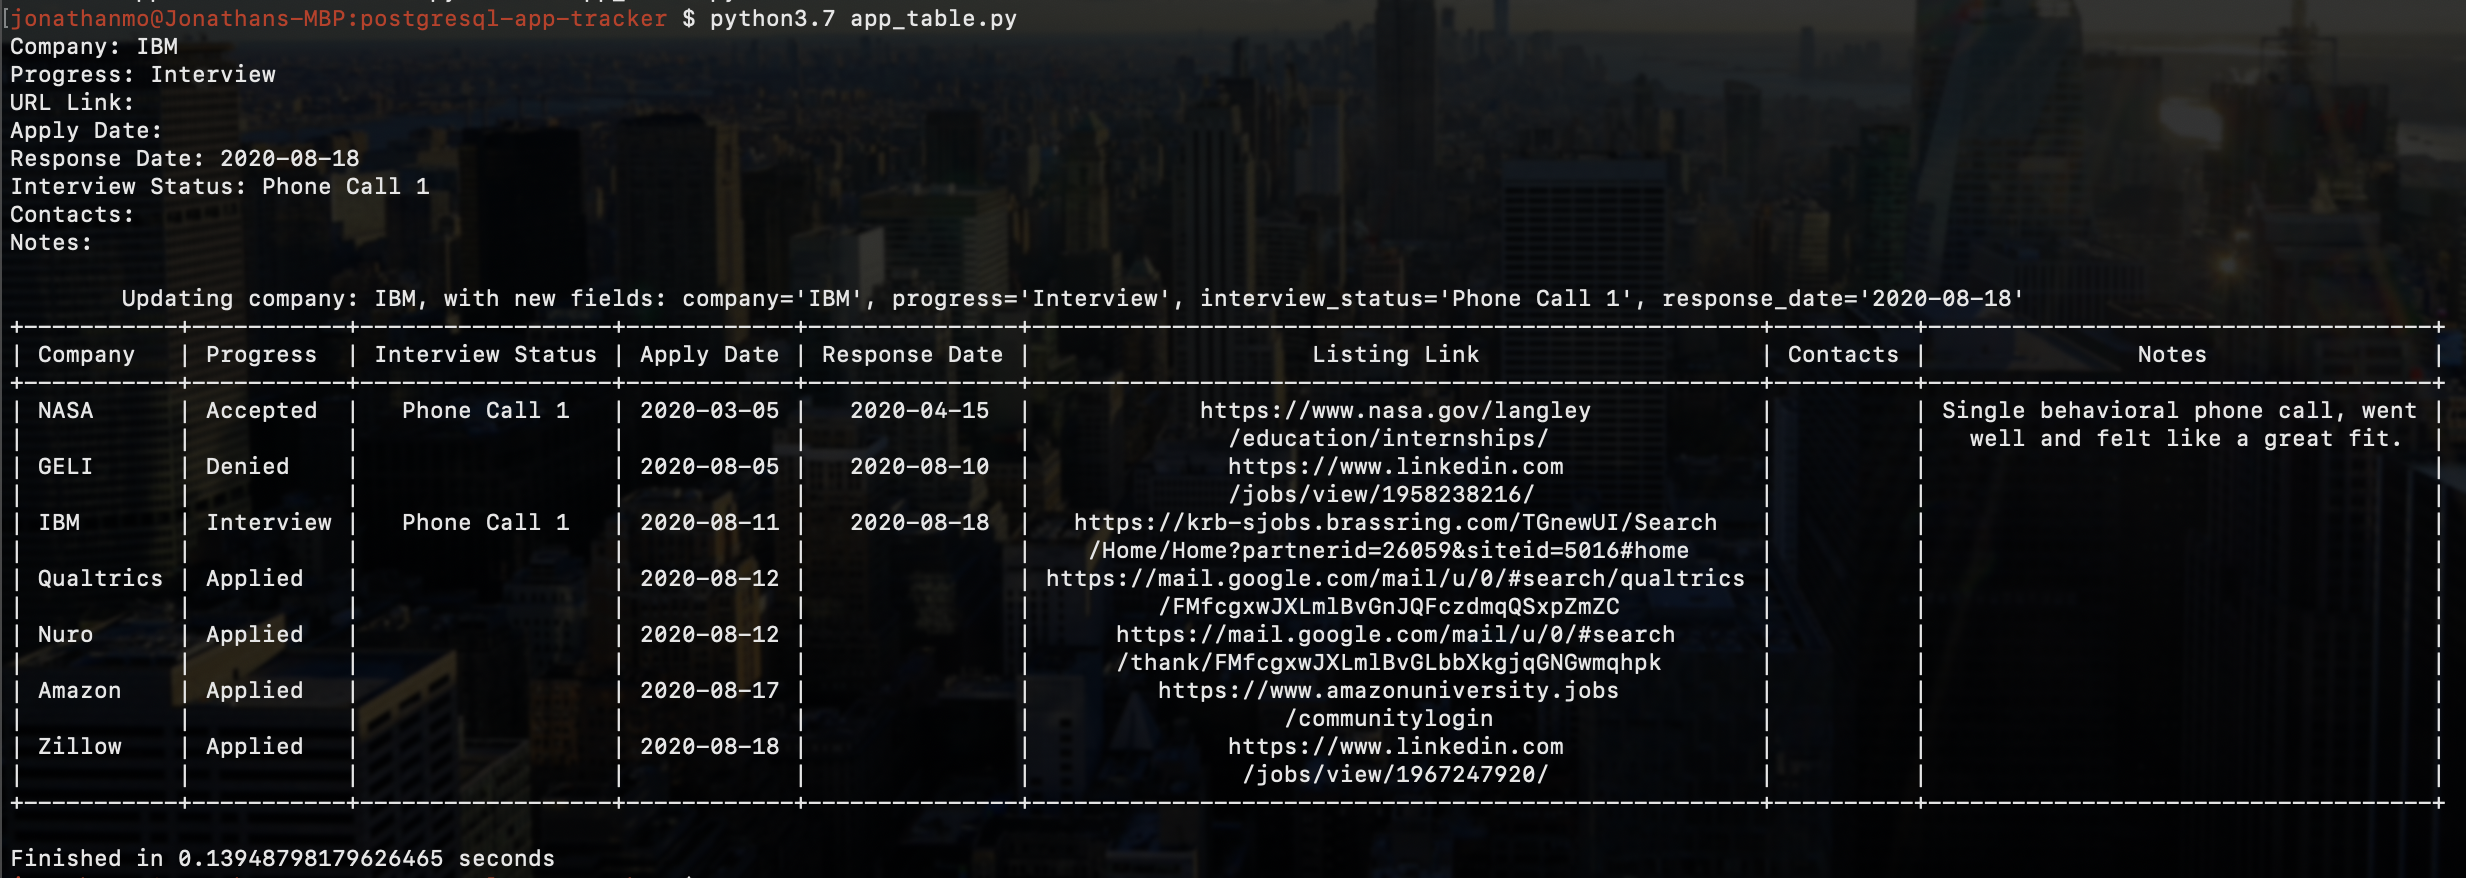 jonathanmo@Jonathans-MBP:postgresql-app-tracker $ python3.7 app_table.py
Company: IBM
Progress: Interview
URL Link:
Apply Date:
Response Date: 2020-08-18
Interview Status: Phone Call 1
Contacts:
Notes:
Updating company: IBM, with new fields: company='IBM', progress='Interview', interview_status='Phone Call 1', response_date='2020-08-18'
+-----------+-----------+------------------+------------+---------------+----------------------------------------------------+----------+------------------------------------+
| Company | Progress | Interview Status | Apply Date | Response Date | Listing Link | Contacts | Notes |
+-----------+-----------+------------------+------------+---------------+----------------------------------------------------+----------+------------------------------------+
| NASA | Accepted | Phone Call 1 | 2020-03-05 | 2020-04-15 | https://www.nasa.gov/langley | | Single behavioral phone call, went |
| | | | | | /education/internships/ | | well and felt like a great fit. |
| GELI | Denied | | 2020-08-05 | 2020-08-10 | https://www.linkedin.com | | |
| | | | | | /jobs/view/1958238216/ | | |
| IBM | Interview | Phone Call 1 | 2020-08-11 | 2020-08-18 | https://krb-sjobs.brassring.com/TGnewUI/Search | | |
| | | | | | /Home/Home?partnerid=26059&siteid=5016#home | | |
| Qualtrics | Applied | | 2020-08-12 | | https://mail.google.com/mail/u/0/#search/qualtrics | | |
| | | | | | /FMfcgxwJXLmlBvGnJQFczdmqQSxpZmZC | | |
| Nuro | Applied | | 2020-08-12 | | https://mail.google.com/mail/u/0/#search | | |
| | | | | | /thank/FMfcgxwJXLmlBvGLbbXkgjqGNGwmqhpk | | |
| Amazon | Applied | | 2020-08-17 | | https://www.amazonuniversity.jobs | | |
| | | | | | /communitylogin | | |
| Zillow | Applied | | 2020-08-18 | | https://www.linkedin.com | | |
| | | | | | /jobs/view/1967247920/ | | |
+-----------+-----------+------------------+------------+---------------+----------------------------------------------------+----------+------------------------------------+
Finished in 0.13948798179626465 seconds